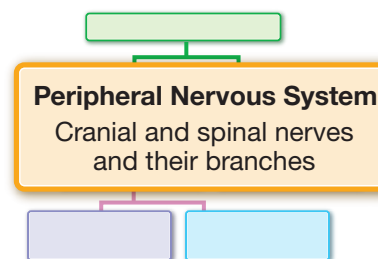 Peripheral Nervous System
Cranial and spinal nerves
and their branches